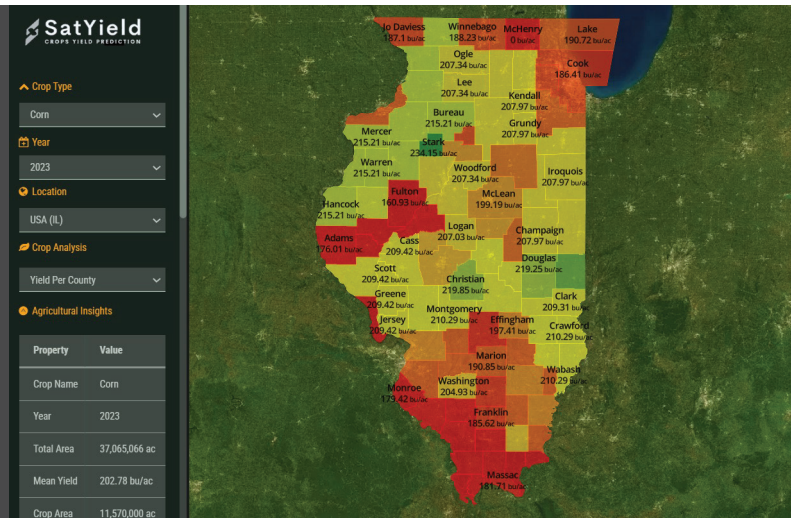 SatYield
CROPS YIELD PREDICTION
Crop Type
Corn
Year
2023
Location
USA (IL)
Crop Analysis
Yield Per County
Agricultural Insights
Property Value
Crop Name Corn
Year 2023
Total Area 37,065,066 ac
Mean Yield 202.78 bu/ac
Crop Area 11,570,000 ac
Jo Daviess
187.1 bu/ac
Winnebago
188.23 bu/ac
McHenry
0 bu/ac
Lake
190.72 bu/ac
Ogle
207.34 bu/ac
Cook
186.41 bu/ac
Lee
207.34 bu/ac
Kendall
207.97 bu/ac
Bureau
215.21 bu/ac
Grundy
207.97 bu/ac
Mercer
215.21 bu/ac
Stark
234.15 bu/ac
Warren
215.21 bu/ac
Woodford
207.34 bu/ac
Iroquois
207.97 bu/ac
Fulton
160.93 bu/ac
McLean
199.19 bu/ac
Hancock
215.21 bu/ac
Logan
207.03 bu/ac
Champaign
207.97 bu/ac
Adams
176.01 bu/ac
Cass
209.42 bu/ac
Douglas
219.25 bu/ac
Scott
209.42 bu/ac
Christian
219.85 bu/ac
Greene
209.42 bu/ac
Clark
209.31 bu/ac
Montgomery
210.29 bu/ac
Jersey
209.42 bu/ac
Effingham
197.41 bu/ac
Crawford
210.29 bu/ac
Marion
190.85 bu/ac
Wabash
210.29 bu/ac
Monroe
179.42 bu/ac
Washington
204.93 bu/ac
Franklin
185.62 bu/ac
Massac
181.71 bu/ac